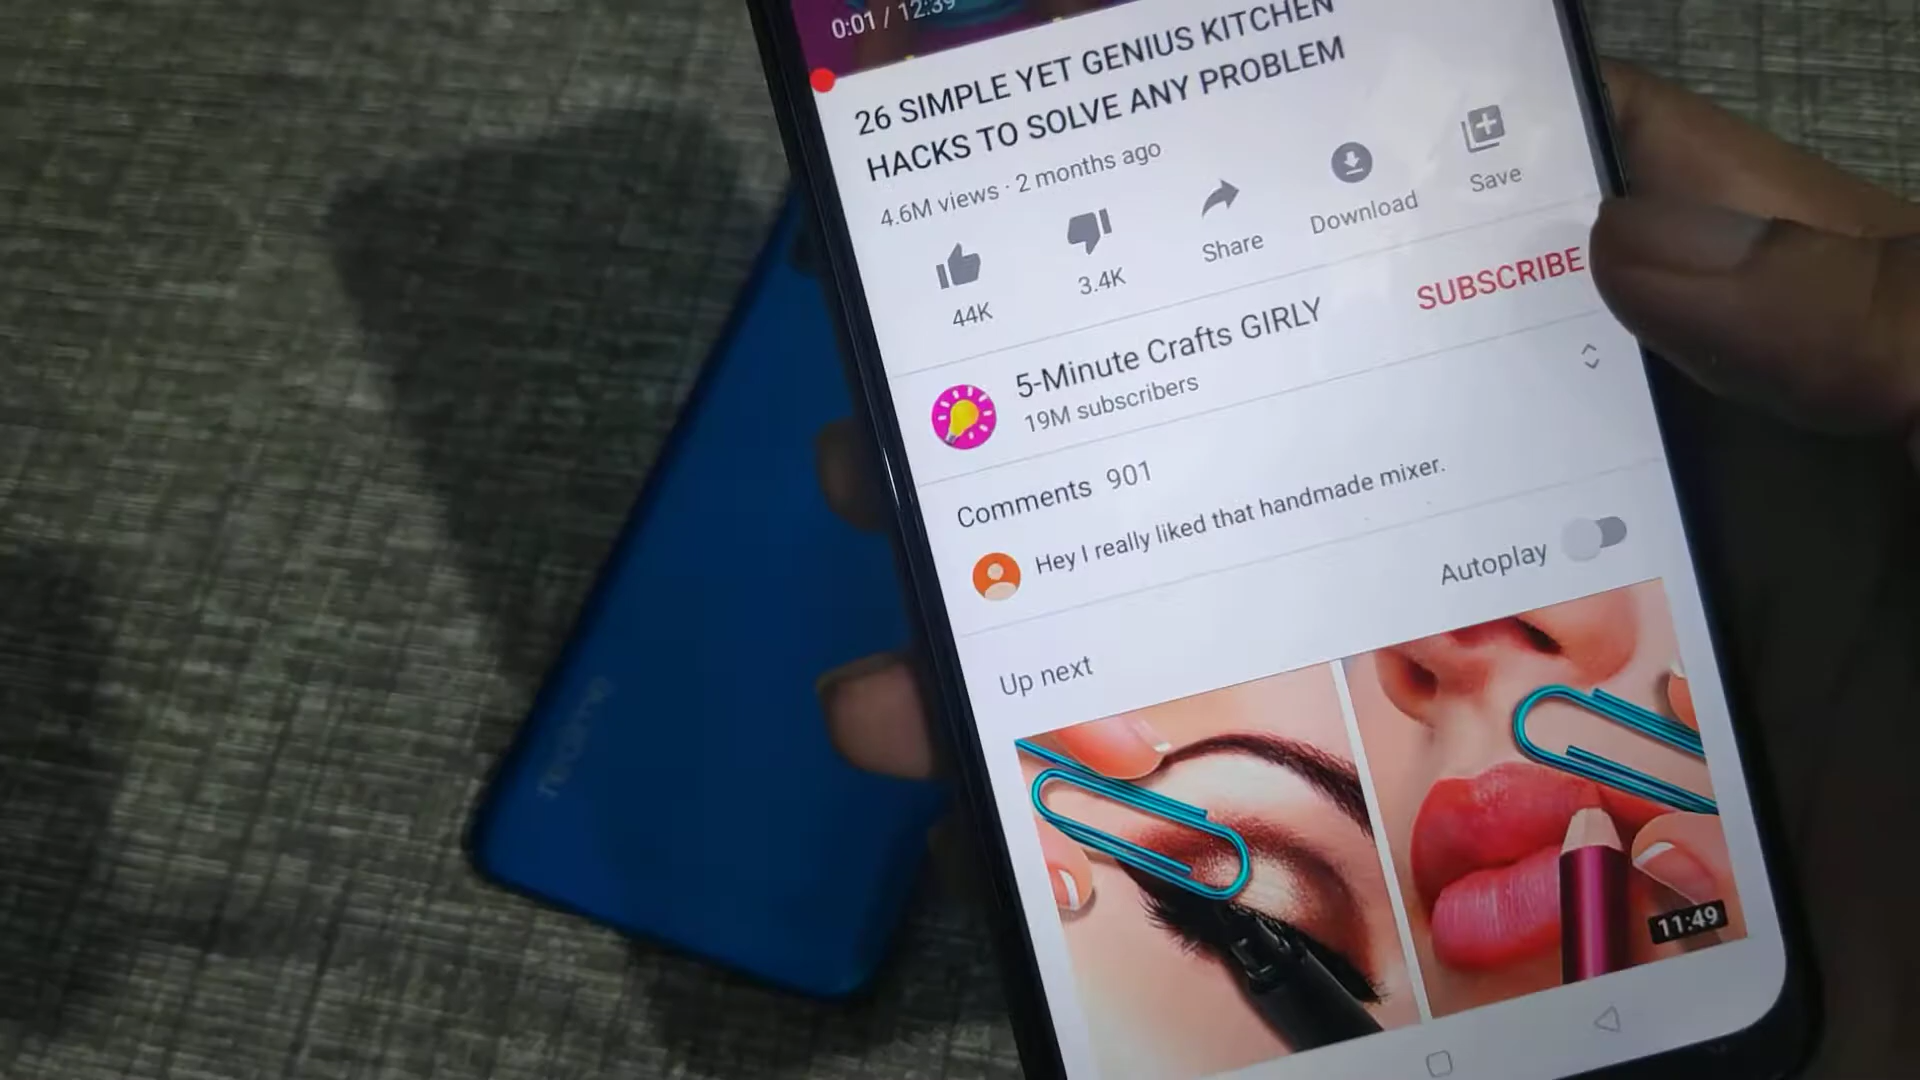 0:01 / 12:39
26 SIMPLE YET GENIUS KITCHEN
HACKS TO SOLVE ANY PROBLEM
4.6M views · 2 months ago
44K
3.4K
Share
Download
Save
5-Minute Crafts GIRLY
19M subscribers
SUBSCRIBE
Comments 901
Hey I really liked that handmade mixer.
Autoplay
Up next
11:49
realme